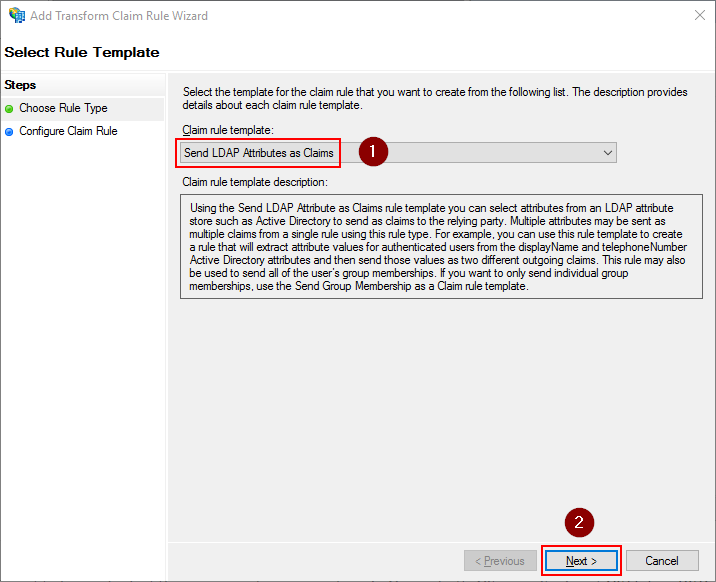 Add Transform Claim Rule Wizard
Select Rule Template
Steps
Choose Rule Type
Configure Claim Rule
Select the template for the claim rule that you want to create from the following list. The description provides
details about each claim rule template.
Claim rule template:
Send LDAP Attributes as Claims
1
Claim rule template description:
Using the Send LDAP Attribute as Claims rule template you can select attributes from an LDAP attribute
store such as Active Directory to send as claims to the relying party. Multiple attributes may be sent as
multiple claims from a single rule using this rule type. For example, you can use this rule template to create
a rule that will extract attribute values for authenticated users from the displayName and telephoneNumber
Active Directory attributes and then send those values as two different outgoing claims. This rule may also
be used to send all of the user's group memberships. If you want to only send individual group
memberships, use the Send Group Membership as a Claim rule template.
2
< Previous
Next >
Cancel